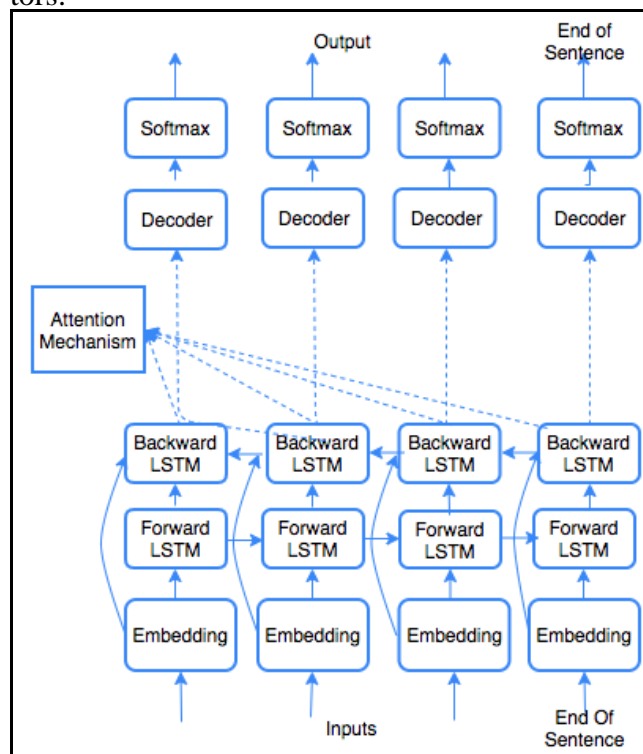 tors.
Output
End of
Sentence
Softmax Softmax Softmax Softmax
Decoder Decoder Decoder Decoder
Attention
Mechanism
Backward Backward Backward Backward
LSTM LSTM LSTM LSTM
Forward Forward Forward Forward
LSTM LSTM LSTM LSTM
Embedding Embedding Embedding Embedding
Inputs
End Of
Sentence